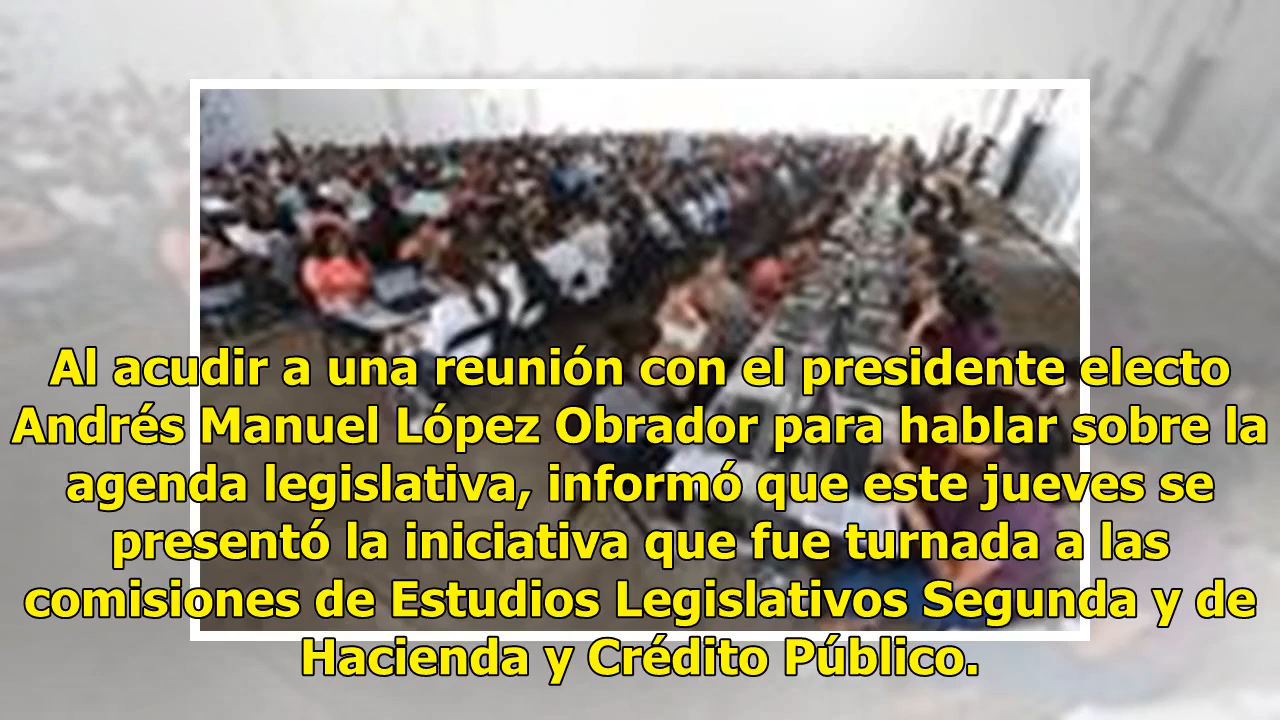 Al acudir a una reunión con el presidente electo
Andrés Manuel López Obrador para hablar sobre la
agenda legislativa, informó que este jueves se
presentó la iniciativa que fue turnada a las
comisiones de Estudios Legislativos Segunda y de
Hacienda y Crédito Público.